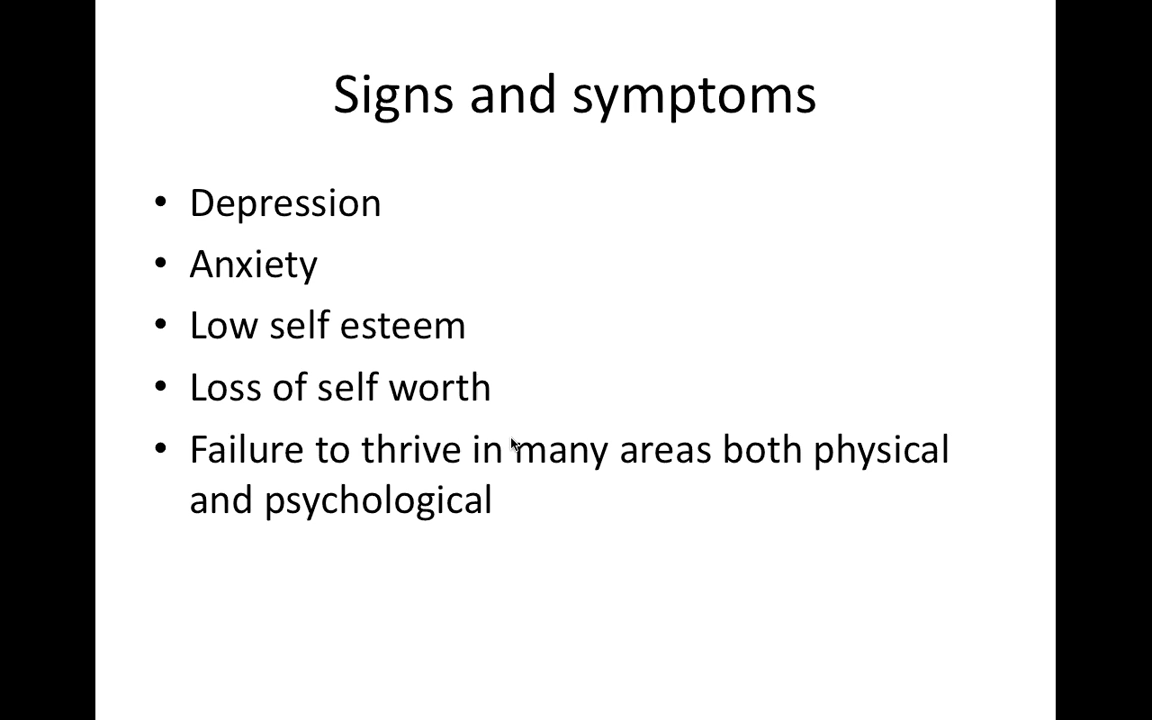 Signs and symptoms
• Depression
• Anxiety
• Low self esteem
• Loss of self worth
• Failure to thrive in many areas both physical
and psychological